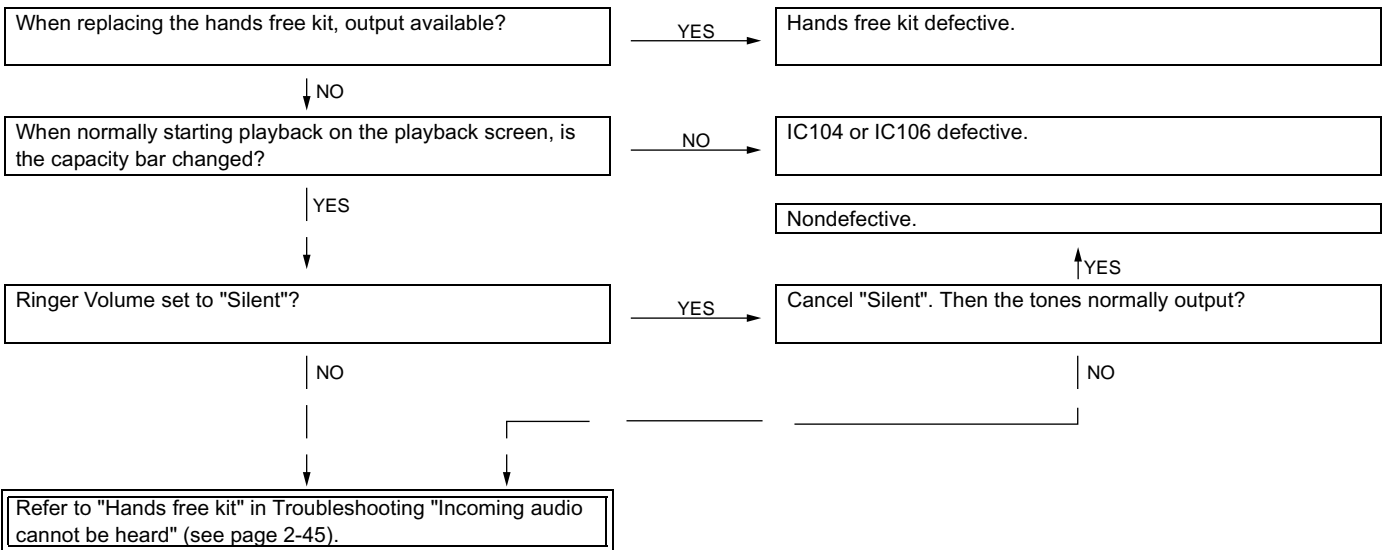 When replacing the hands free kit, output available?
YES
Hands free kit defective.
NO
When normally starting playback on the playback screen, is
the capacity bar changed?
NO
IC104 or IC106 defective.
YES
Nondefective.
YES
Ringer Volume set to "Silent"?
YES
Cancel "Silent". Then the tones normally output?
NO
NO
Refer to "Hands free kit" in Troubleshooting "Incoming audio
cannot be heard" (see page 2-45).